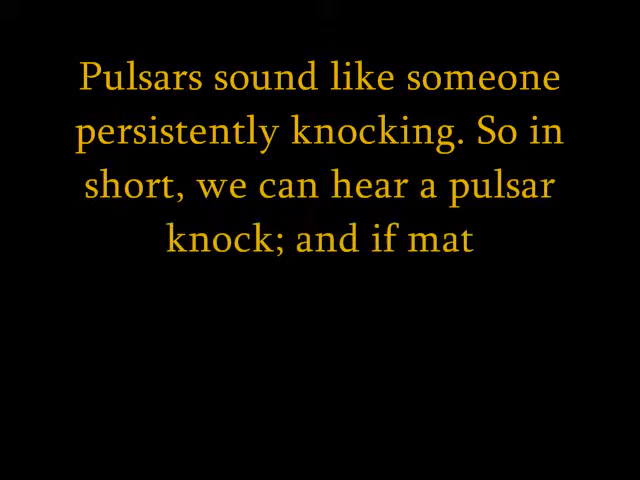 Pulsars sound like someone
persistently knocking. So in
short, we can hear a pulsar
knock; and if mat